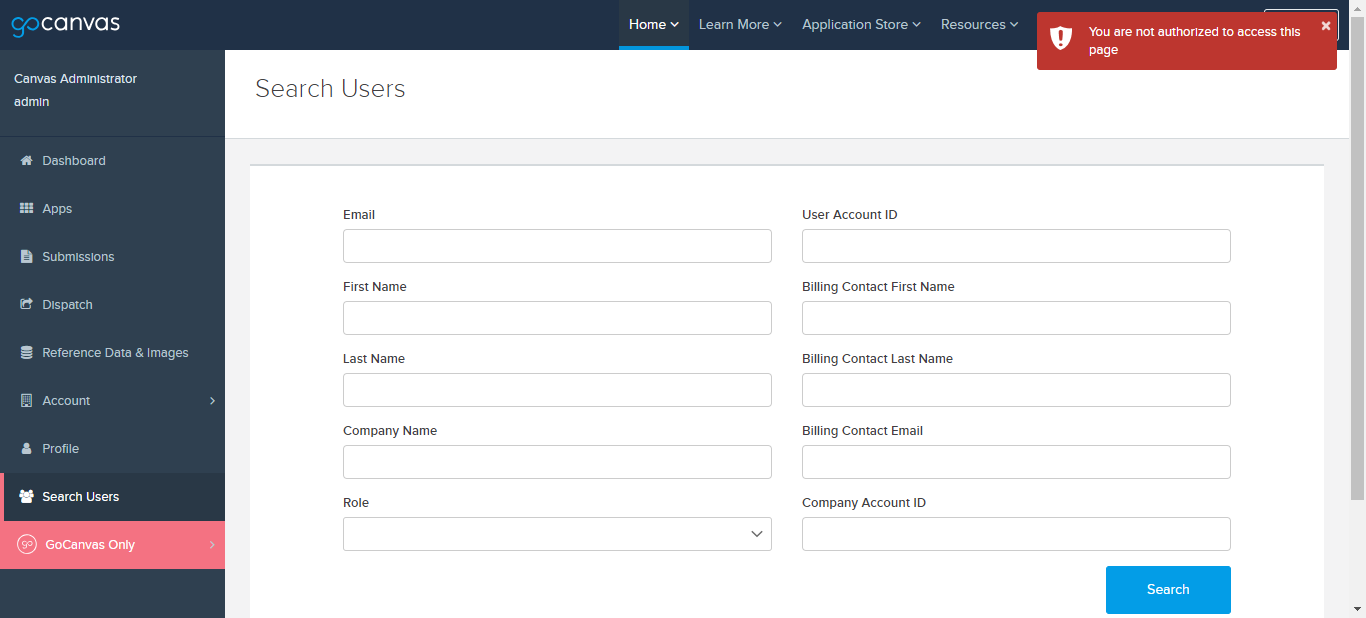 gocanvas
Home
Learn More
Application Store
Resources
You are not authorized to access this
page
Canvas Administrator
admin
Dashboard
Apps
Submissions
Dispatch
Reference Data & Images
Account
Profile
Search Users
go GoCanvas Only
Search Users
Email
User Account ID
First Name
Billing Contact First Name
Last Name
Billing Contact Last Name
Company Name
Billing Contact Email
Role
Company Account ID
Search